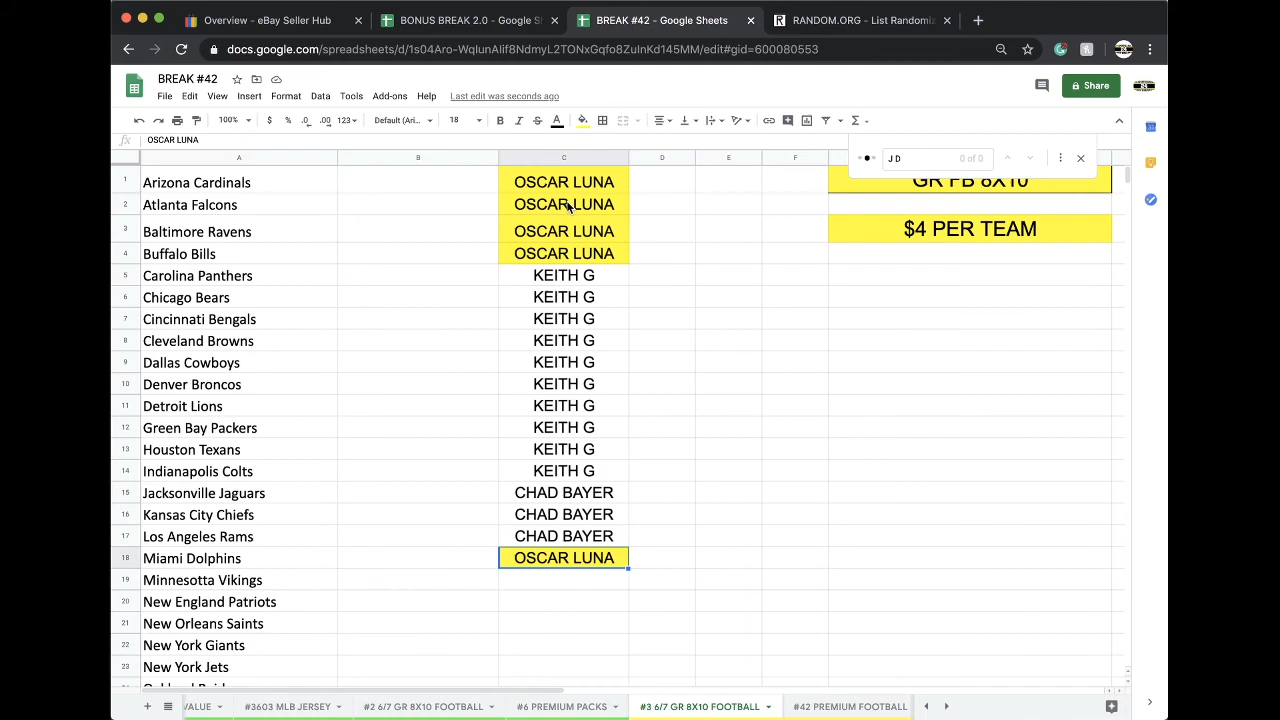 Overview - eBay Seller Hub
BONUS BREAK 2.0 - Google S
BREAK #42 - Google Sheets
RANDOM.ORG - List Randomiz
docs.google.com/spreadsheets/d/1s04Aro-WqlunAlif8NdmyL2TONxGqfo8ZuInKd145MM/edit#gid=600080553
BREAK #42
File Edit View Insert Format Data Tools Add-ons Help Last edit was seconds ago
Share
100% $ % .0 .00 123 Default (Ari... 18 B I S A
fx OSCAR LUNA
J D 0 of 0
A B C D E F
1 Arizona Cardinals OSCAR LUNA GR FB 8X10
2 Atlanta Falcons OSCAR LUNA
3 Baltimore Ravens OSCAR LUNA $4 PER TEAM
4 Buffalo Bills OSCAR LUNA
5 Carolina Panthers KEITH G
6 Chicago Bears KEITH G
7 Cincinnati Bengals KEITH G
8 Cleveland Browns KEITH G
9 Dallas Cowboys KEITH G
10 Denver Broncos KEITH G
11 Detroit Lions KEITH G
12 Green Bay Packers KEITH G
13 Houston Texans KEITH G
14 Indianapolis Colts KEITH G
15 Jacksonville Jaguars CHAD BAYER
16 Kansas City Chiefs CHAD BAYER
17 Los Angeles Rams CHAD BAYER
18 Miami Dolphins OSCAR LUNA
19 Minnesotta Vikings
20 New England Patriots
21 New Orleans Saints
22 New York Giants
23 New York Jets
VALUE #3603 MLB JERSEY #2 6/7 GR 8X10 FOOTBALL #6 PREMIUM PACKS #3 6/7 GR 8X10 FOOTBALL #42 PREMIUM FOOTBALL